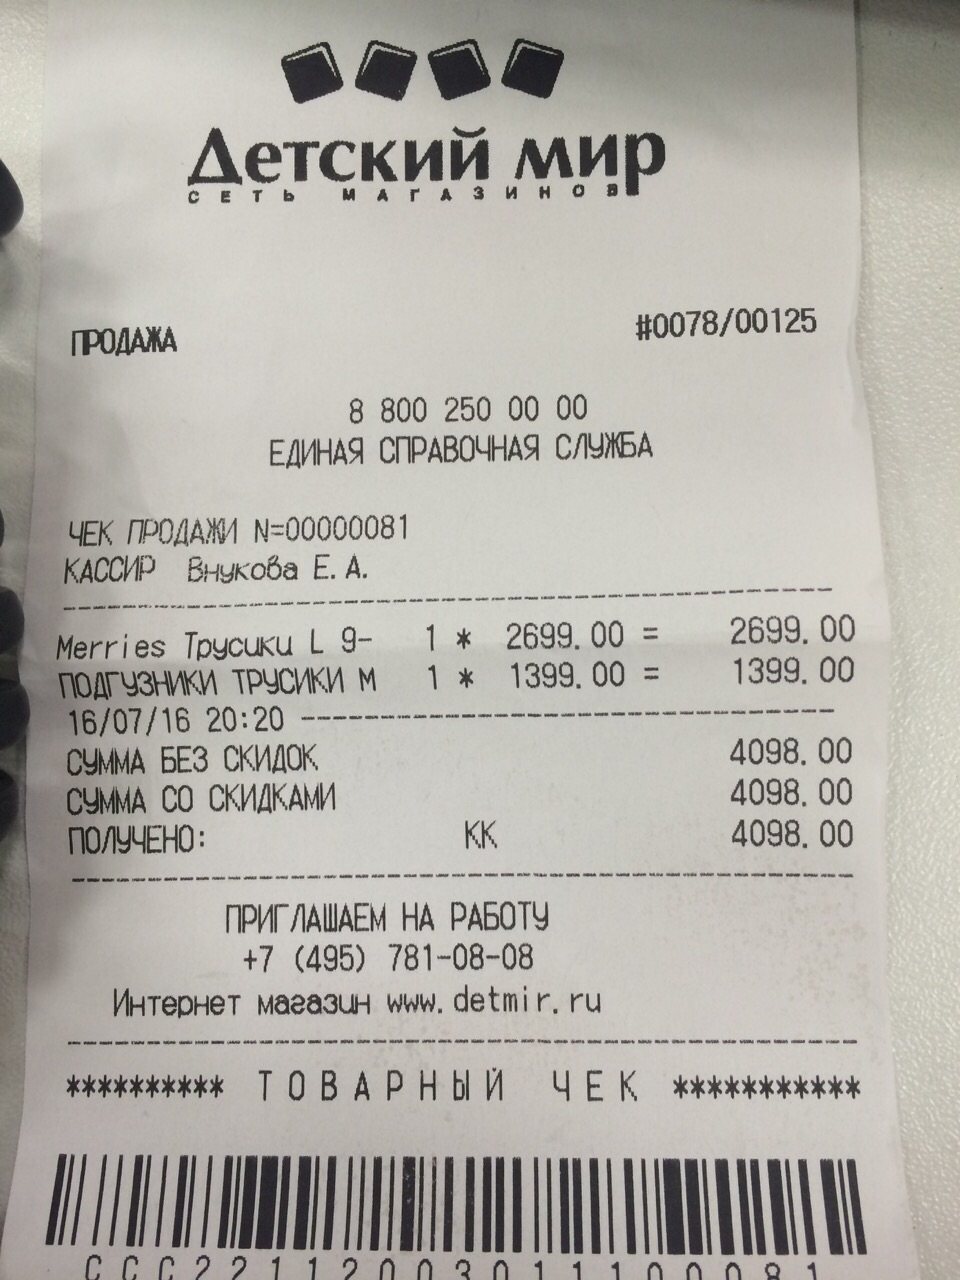 Детский мир
СЕТЬ МАГАЗИНОВ
ПРОДАЖА #0078/00125
8 800 250 00 00
ЕДИНАЯ СПРАВОЧНАЯ СЛУЖБА
ЧЕК ПРОДАЖИ N=00000081
КАССИР Внукова Е. А.
Merries Трусики L 9- 1 * 2699.00 = 2699.00
ПОДГУЗНИКИ ТРУСИКИ М 1 * 1399.00 = 1399.00
16/07/16 20:20 --------------------------------
СУММА БЕЗ СКИДОК 4098.00
СУММА СО СКИДКАМИ 4098.00
ПОЛУЧЕНО: КК 4098.00
ПРИГЛАШАЕМ НА РАБОТУ
+7 (495) 781-08-08
Интернет магазин www.detmir.ru
********** ТОВАРНЫЙ ЧЕК ***********
CCC22112003011100081